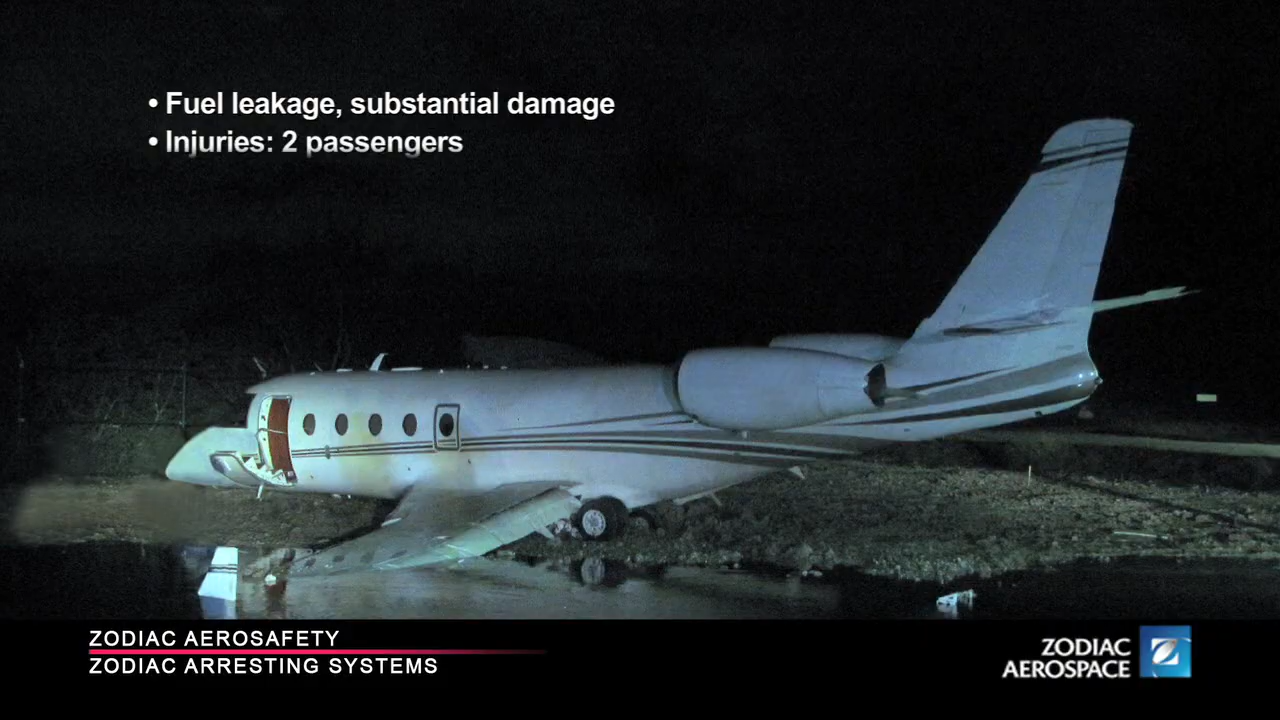 • Fuel leakage, substantial damage
• Injuries: 2 passengers
ZODIAC AEROSAFETY
ZODIAC ARRESTING SYSTEMS
ZODIAC
AEROSPACE